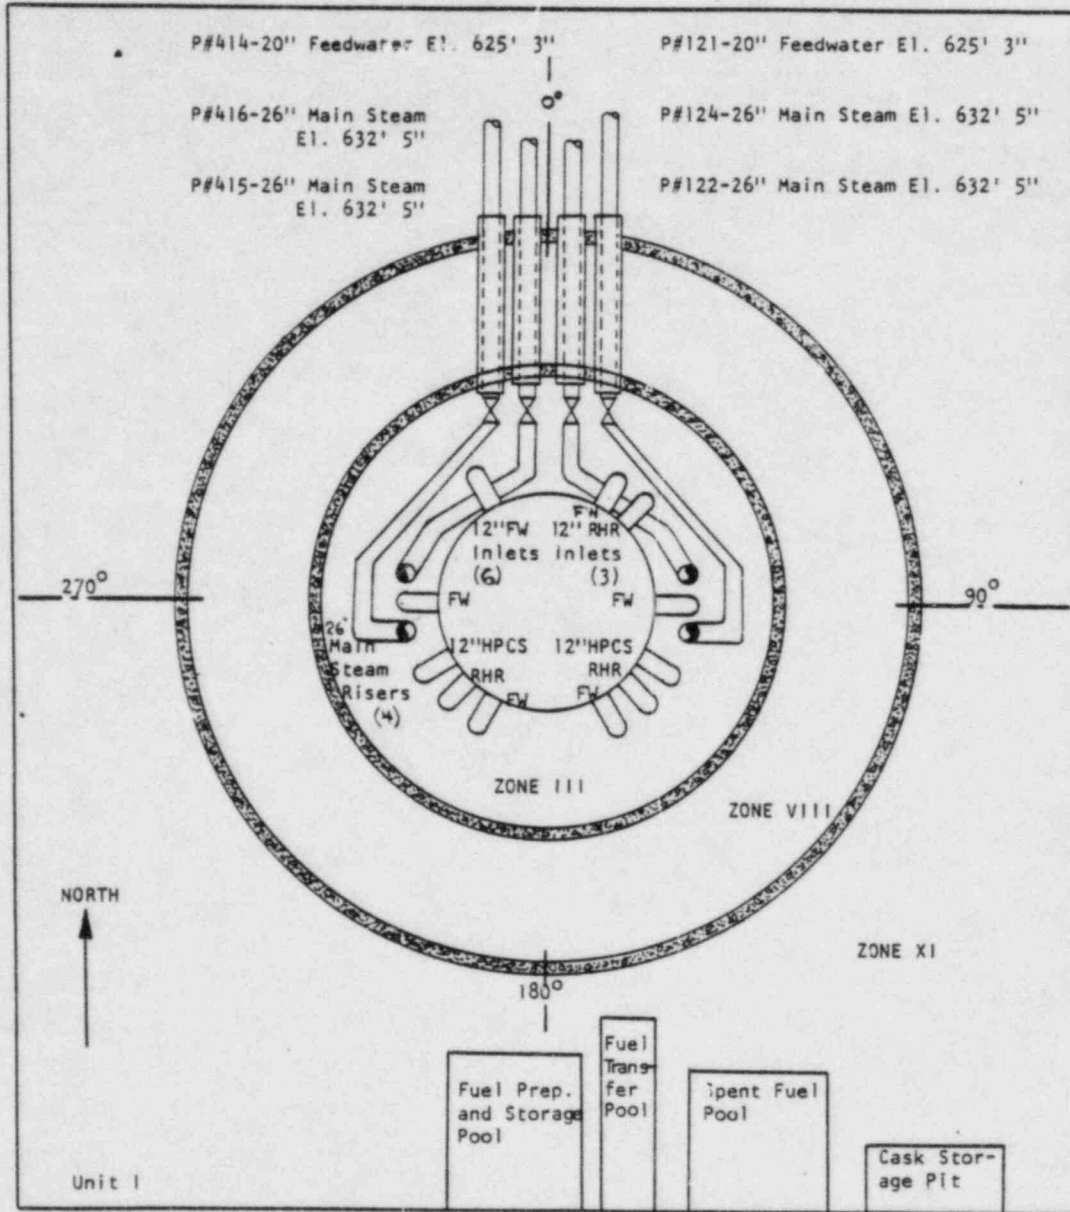 P#414-20" Feedwater El. 625' 3"
P#121-20" Feedwater El. 625' 3"
0°
P#416-26" Main Steam
El. 632' 5"
P#124-26" Main Steam El. 632' 5"
P#415-26" Main Steam
El. 632' 5"
P#122-26" Main Steam El. 632' 5"
FW
12"FW
Inlets
(6)
12" RHR
inlets
(3)
270°
90°
FW
FW
26"
Main
Steam
Risers
(4)
12"HPCS
RHR
FW
12"HPCS
RHR
FW
ZONE III
ZONE VIII
NORTH
ZONE XI
180°
Fuel Prep.
and Storage
Pool
Fuel
Trans-
fer
Pool
Spent Fuel
Pool
Cask Stor-
age Pit
Unit I